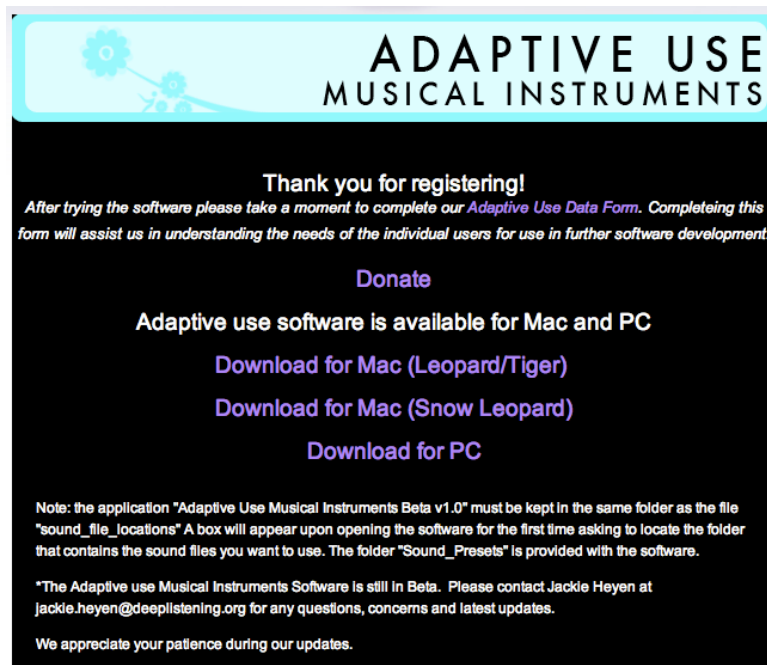 ADAPTIVE USE
MUSICAL INSTRUMENTS
Thank you for registering!
After trying the software please take a moment to complete our Adaptive Use Data Form. Completeing this
form will assist us in understanding the needs of the individual users for use in further software development.
Donate
Adaptive use software is available for Mac and PC
Download for Mac (Leopard/Tiger)
Download for Mac (Snow Leopard)
Download for PC
Note: the application "Adaptive Use Musical Instruments Beta v1.0" must be kept in the same folder as the file
"sound_file_locations" A box will appear upon opening the software for the first time asking to locate the folder
that contains the sound files you want to use. The folder "Sound_Presets" is provided with the software.
*The Adaptive use Musical Instruments Software is still in Beta.  Please contact Jackie Heyen at
jackie.heyen@deeplistening.org for any questions, concerns and latest updates.
We appreciate your patience during our updates.